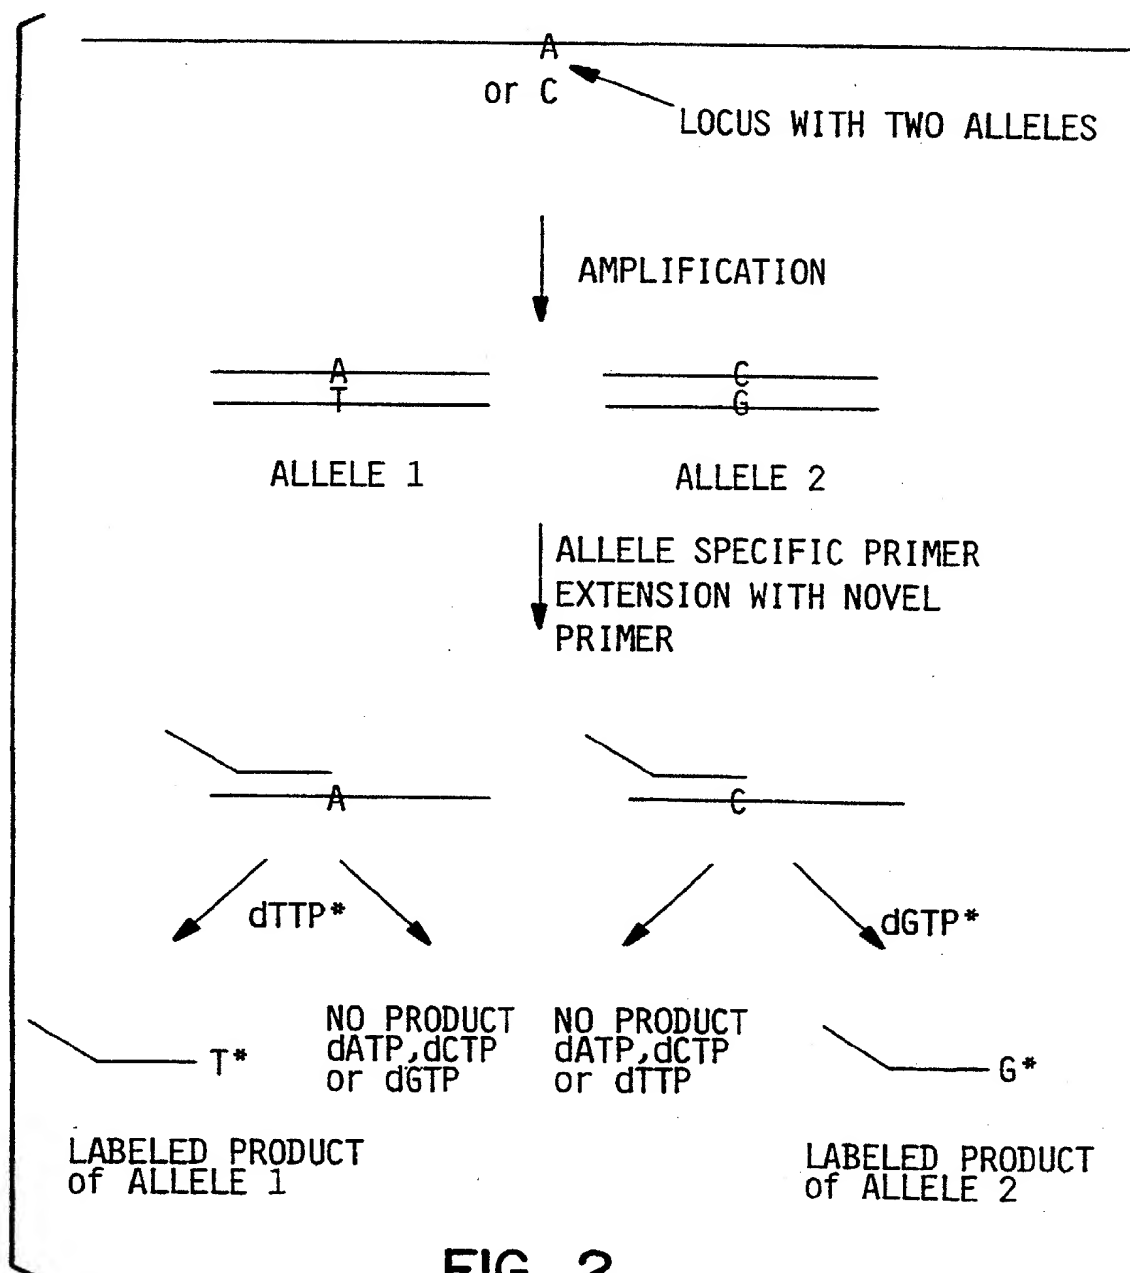 A
or C
LOCUS WITH TWO ALLELES
AMPLIFICATION
A
T
C
G
ALLELE 1
ALLELE 2
ALLELE SPECIFIC PRIMER
EXTENSION WITH NOVEL
PRIMER
A
C
dTTP*
dGTP*
T*
NO PRODUCT
dATP,dCTP
or dGTP
NO PRODUCT
dATP,dCTP
or dTTP
G*
LABELED PRODUCT
of ALLELE 1
LABELED PRODUCT
of ALLELE 2
FIG. 2